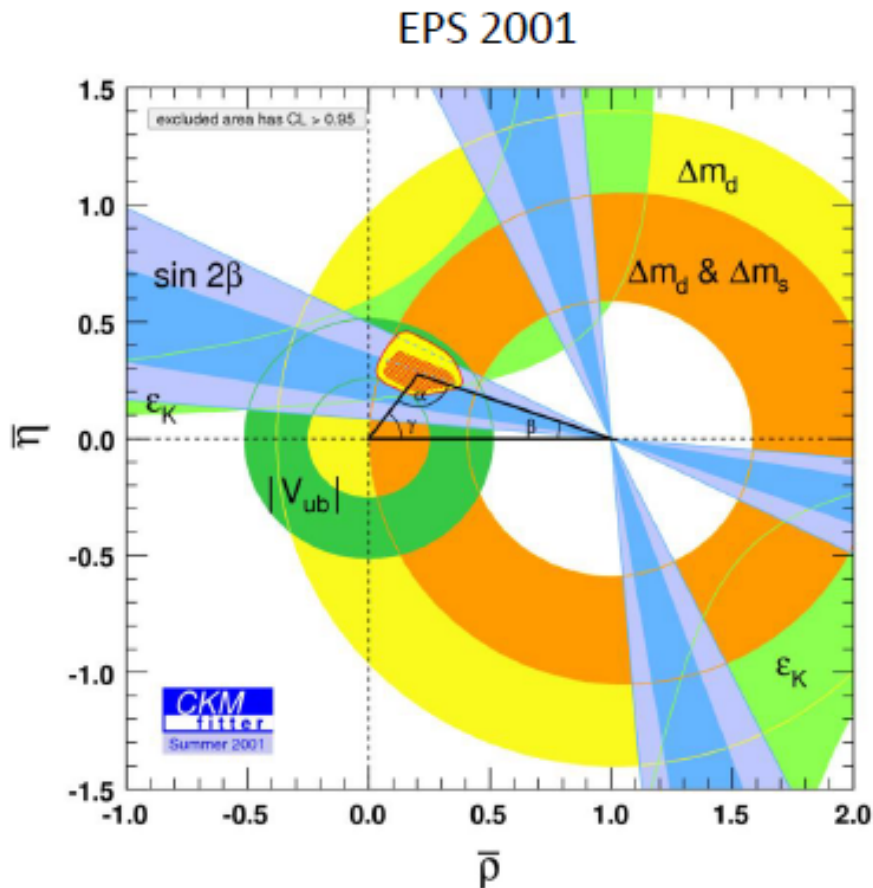 EPS 2001
1.5
excluded area has CL > 0.95
Δm_d
1.0
sin 2β
Δm_d & Δm_s
0.5
α
ε_K
γ
β
η̅
0.0
|V_ub|
-0.5
ε_K
-1.0
CKM
fitter
Summer 2001
-1.5
-1.0 -0.5 0.0 0.5 1.0 1.5 2.0
ρ̅